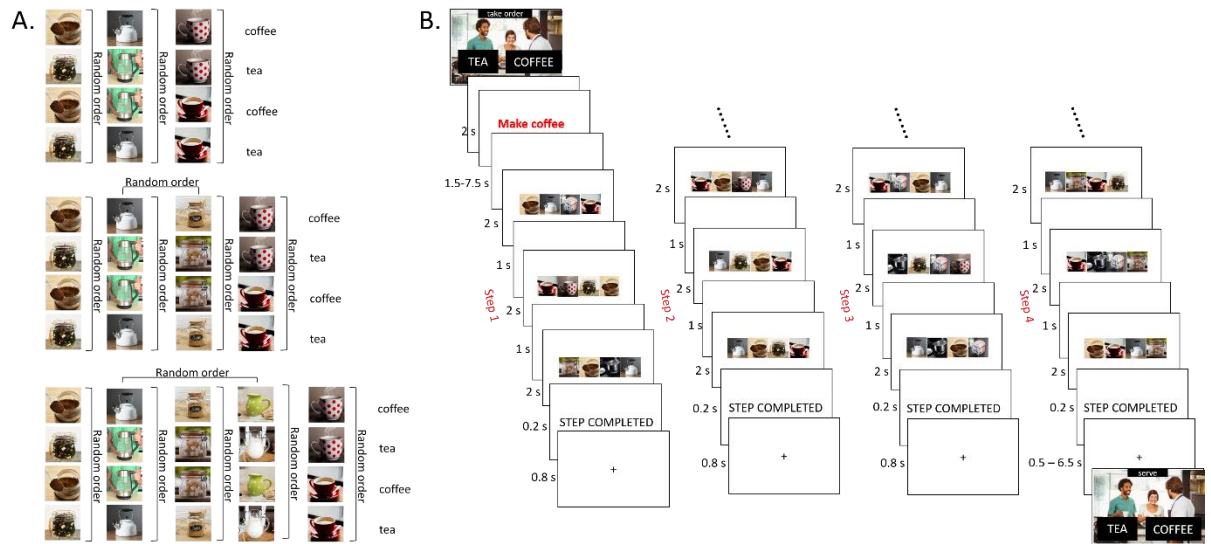 A.
Random order
Random order
Random order
coffee
tea
coffee
tea
Random order
Random order
Random order
Random order
Random order
coffee
tea
coffee
tea
Random order
Random order
Random order
Random order
Random order
Random order
coffee
tea
coffee
tea
B.
take order
TEA COFFEE
2 s
Make coffee
1.5-7.5 s
2 s
1 s
Step 1
2 s
1 s
2 s
0.2 s
STEP COMPLETED
0.8 s
+
2 s
1 s
Step 2
2 s
1 s
2 s
0.2 s
STEP COMPLETED
0.8 s
+
2 s
1 s
Step 3
2 s
1 s
2 s
0.2 s
STEP COMPLETED
0.8 s
+
2 s
1 s
Step 4
2 s
1 s
2 s
0.2 s
STEP COMPLETED
0.5 – 6.5 s
+
serve
TEA COFFEE